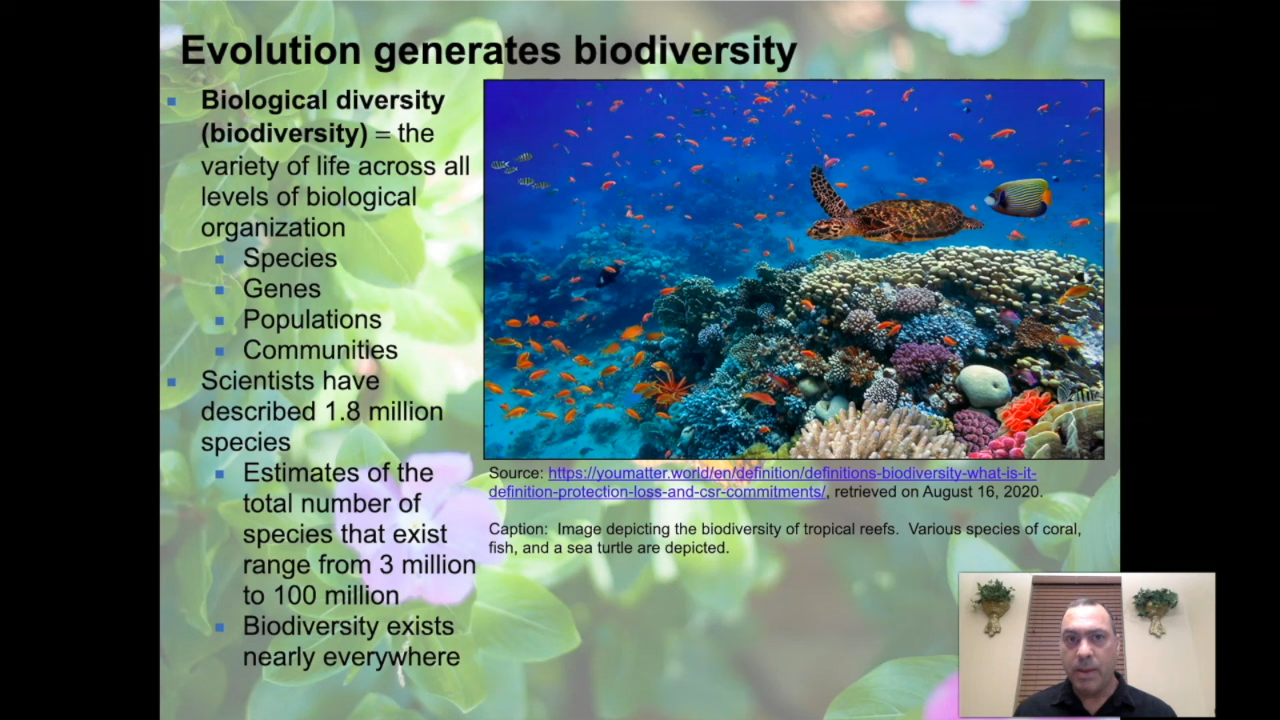 Evolution generates biodiversity
Biological diversity
(biodiversity) = the
variety of life across all
levels of biological
organization
Species
Genes
Populations
Communities
Scientists have
described 1.8 million
species
Estimates of the
total number of
species that exist
range from 3 million
to 100 million
Biodiversity exists
nearly everywhere
Source: https://youmatter.world/en/definition/definitions-biodiversity-what-is-it-
definition-protection-loss-and-csr-commitments/, retrieved on August 16, 2020.
Caption: Image depicting the biodiversity of tropical reefs. Various species of coral,
fish, and a sea turtle are depicted.